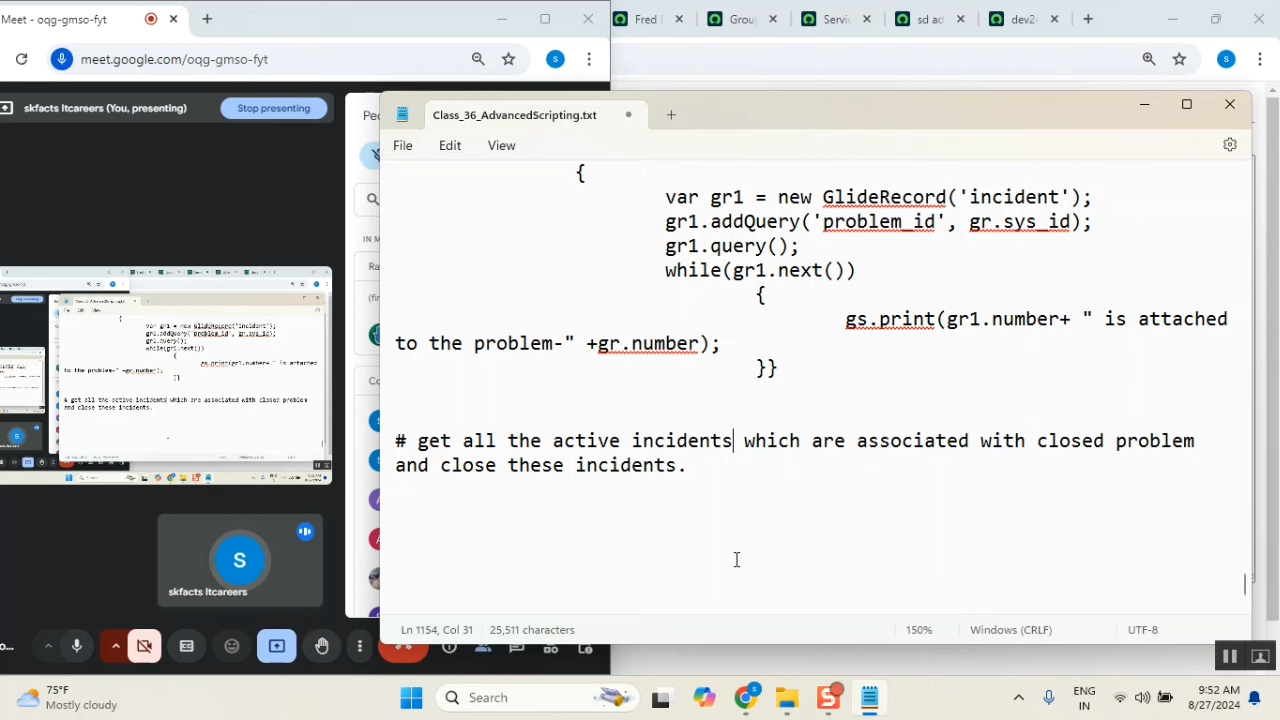 Meet - oqg-gmso-fyt
Fred L
Group
Servi
sd ad
dev24
meet.google.com/oqg-gmso-fyt
skfacts Itcareers (You, presenting)
Stop presenting
Class_36_AdvancedScripting.txt
File
Edit
View
{
var gr1 = new GlideRecord('incident');
gr1.addQuery('problem_id', gr.sys_id);
gr1.query();
while(gr1.next())
{
gs.print(gr1.number+ " is attached
to the problem-" +gr.number);
}}
# get all the active incidents which are associated with closed problem
and close these incidents.
skfacts Itcareers
Ln 1154, Col 31
25,511 characters
150%
Windows (CRLF)
UTF-8
75°F
Mostly cloudy
Search
ENG
IN
9:52 AM
8/27/2024